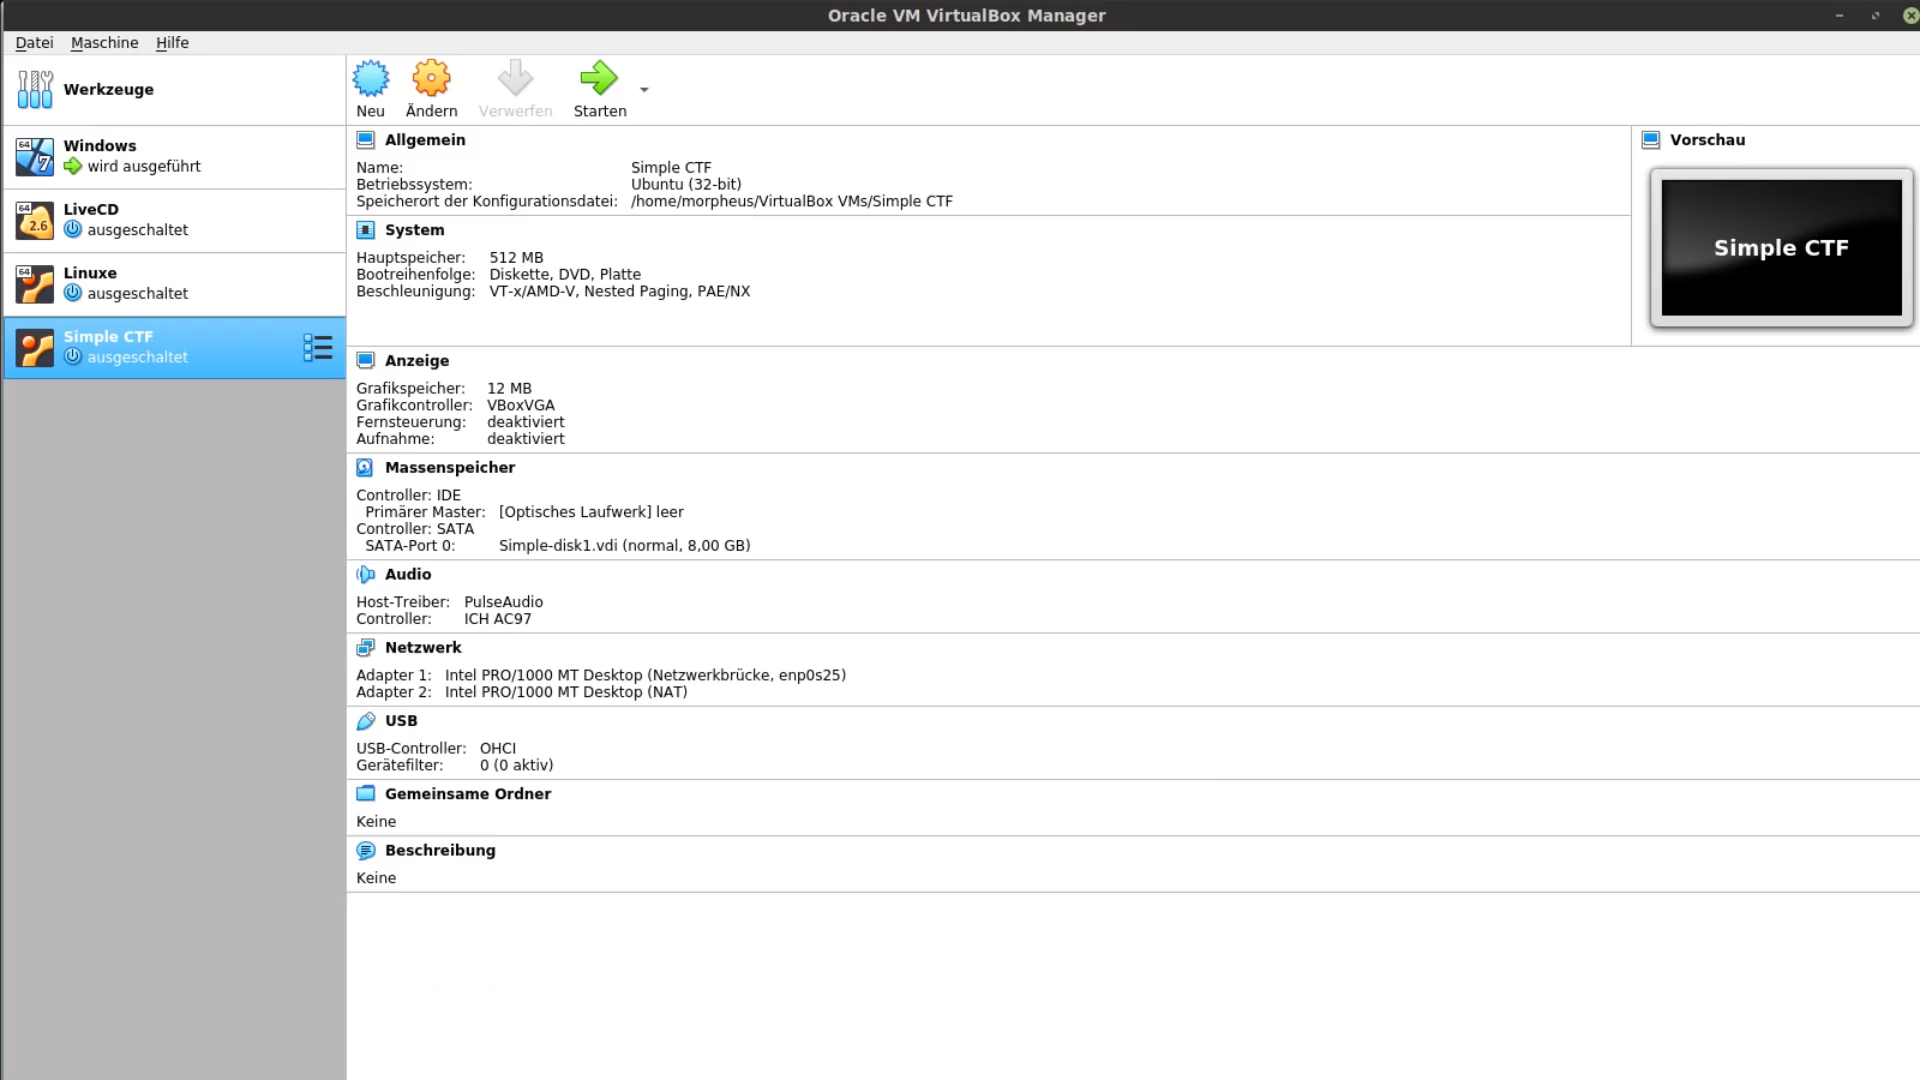 Oracle VM VirtualBox Manager
Datei Maschine Hilfe
Werkzeuge
64
7
Windows
wird ausgeführt
64
2.6
LiveCD
ausgeschaltet
64
Linuxe
ausgeschaltet
Simple CTF
ausgeschaltet
Neu Ändern Verwerfen Starten
Allgemein
Name: Simple CTF
Betriebssystem: Ubuntu (32-bit)
Speicherort der Konfigurationsdatei: /home/morpheus/VirtualBox VMs/Simple CTF
System
Hauptspeicher: 512 MB
Bootreihenfolge: Diskette, DVD, Platte
Beschleunigung: VT-x/AMD-V, Nested Paging, PAE/NX
Vorschau
Simple CTF
Anzeige
Grafikspeicher: 12 MB
Grafikcontroller: VBoxVGA
Fernsteuerung: deaktiviert
Aufnahme: deaktiviert
Massenspeicher
Controller: IDE
Primärer Master: [Optisches Laufwerk] leer
Controller: SATA
SATA-Port 0: Simple-disk1.vdi (normal, 8,00 GB)
Audio
Host-Treiber: PulseAudio
Controller: ICH AC97
Netzwerk
Adapter 1: Intel PRO/1000 MT Desktop (Netzwerkbrücke, enp0s25)
Adapter 2: Intel PRO/1000 MT Desktop (NAT)
USB
USB-Controller: OHCI
Gerätefilter: 0 (0 aktiv)
Gemeinsame Ordner
Keine
Beschreibung
Keine